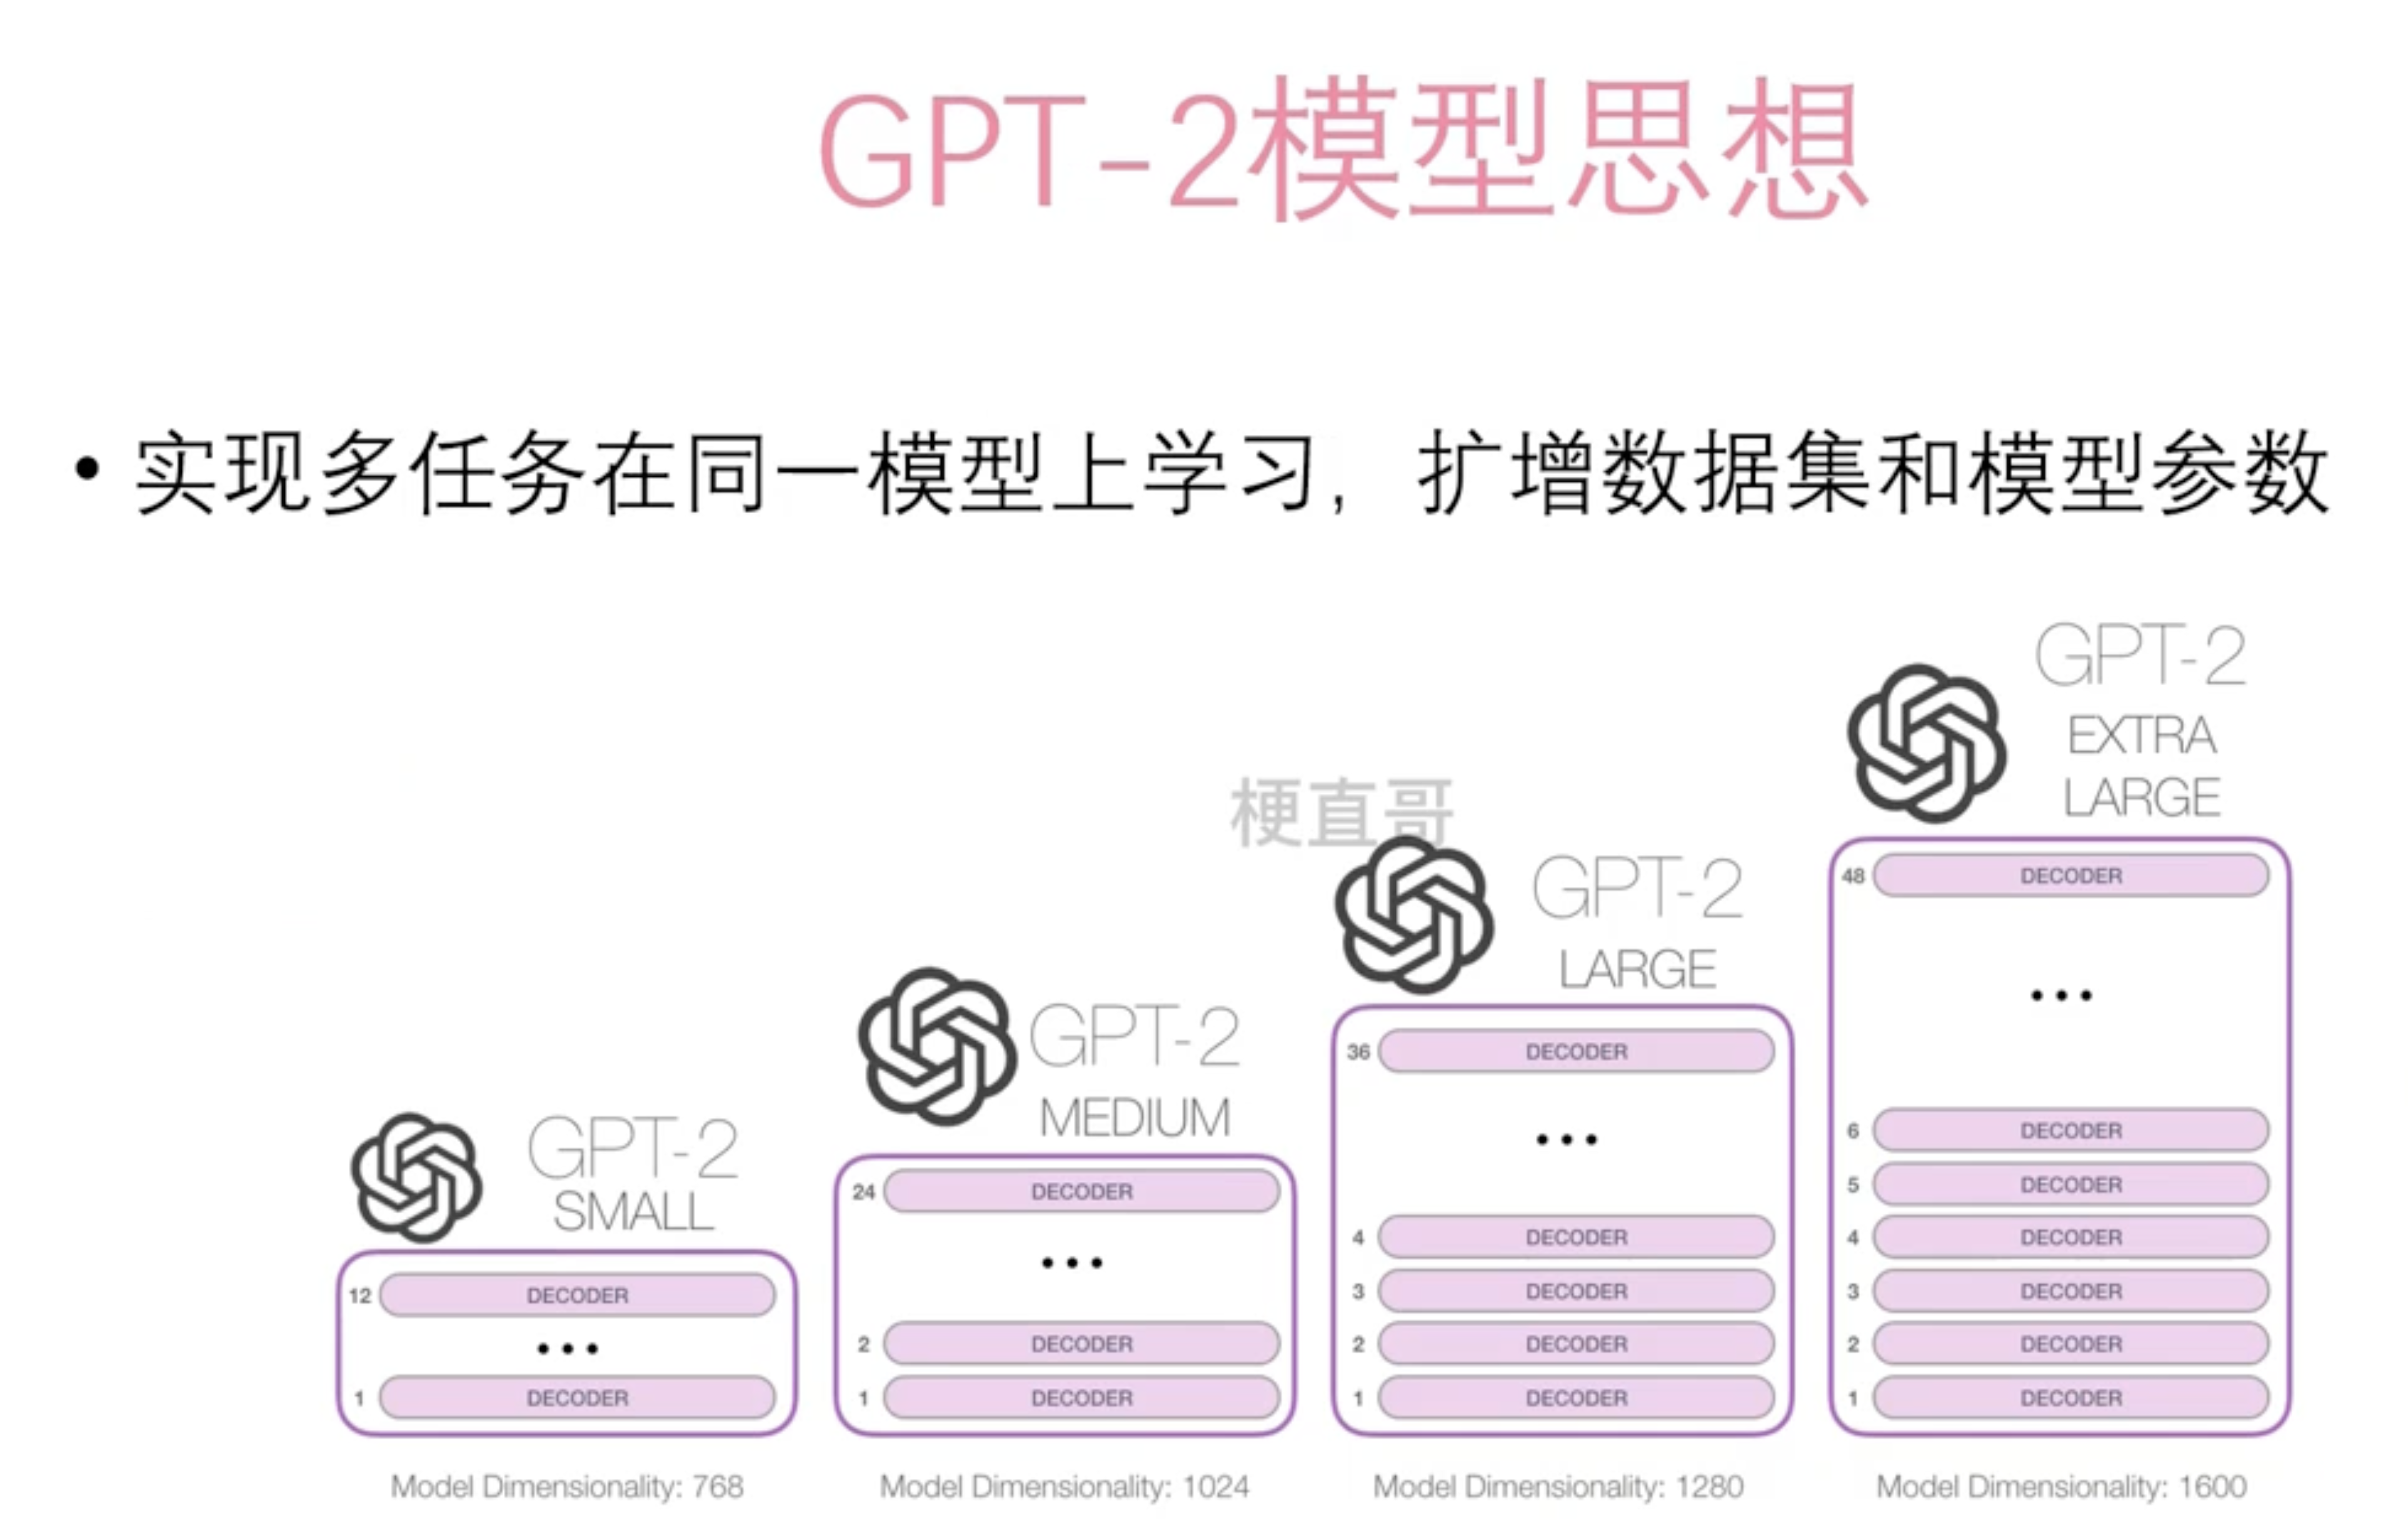 GPT-2模型思想
• 实现多任务在同一模型上学习，扩增数据集和模型参数
梗直哥
GPT-2
SMALL
12 DECODER
•••
1 DECODER
Model Dimensionality: 768
GPT-2
MEDIUM
24 DECODER
•••
2 DECODER
1 DECODER
Model Dimensionality: 1024
GPT-2
LARGE
36 DECODER
•••
4 DECODER
3 DECODER
2 DECODER
1 DECODER
Model Dimensionality: 1280
GPT-2
EXTRA
LARGE
48 DECODER
•••
6 DECODER
5 DECODER
4 DECODER
3 DECODER
2 DECODER
1 DECODER
Model Dimensionality: 1600